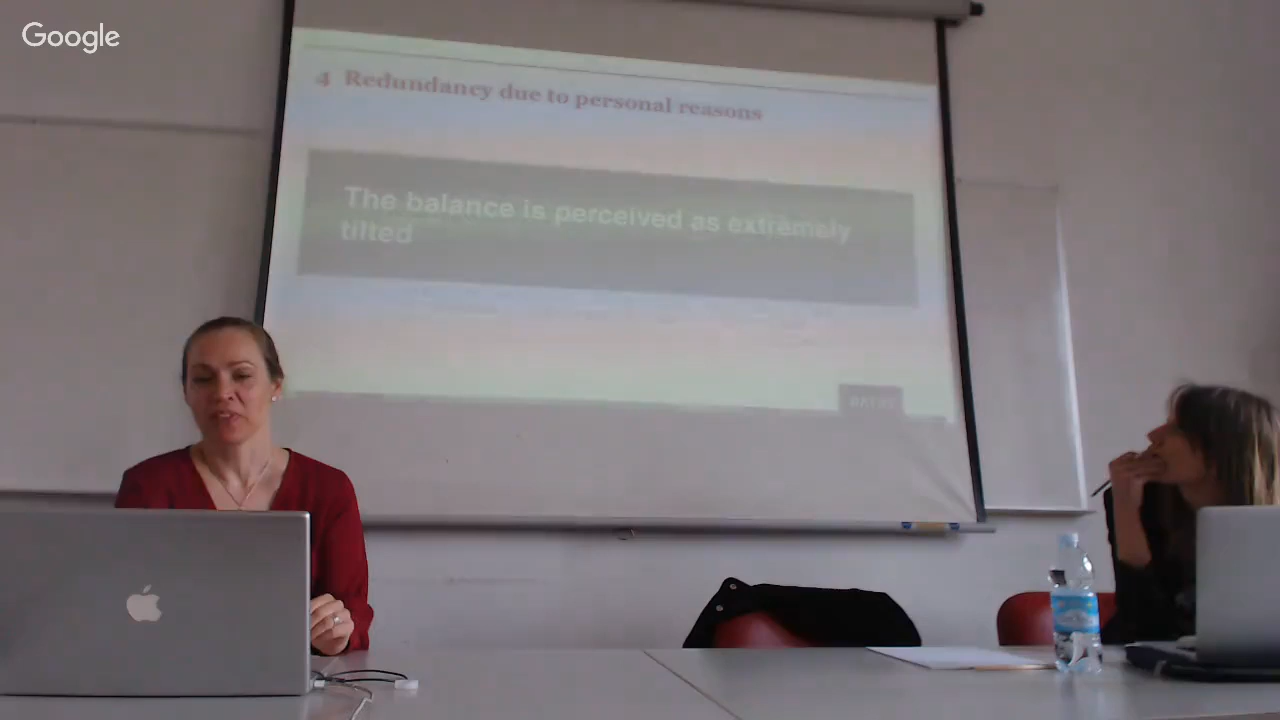 Google
4 Redundancy due to personal reasons
The balance is perceived as extremely
tilted